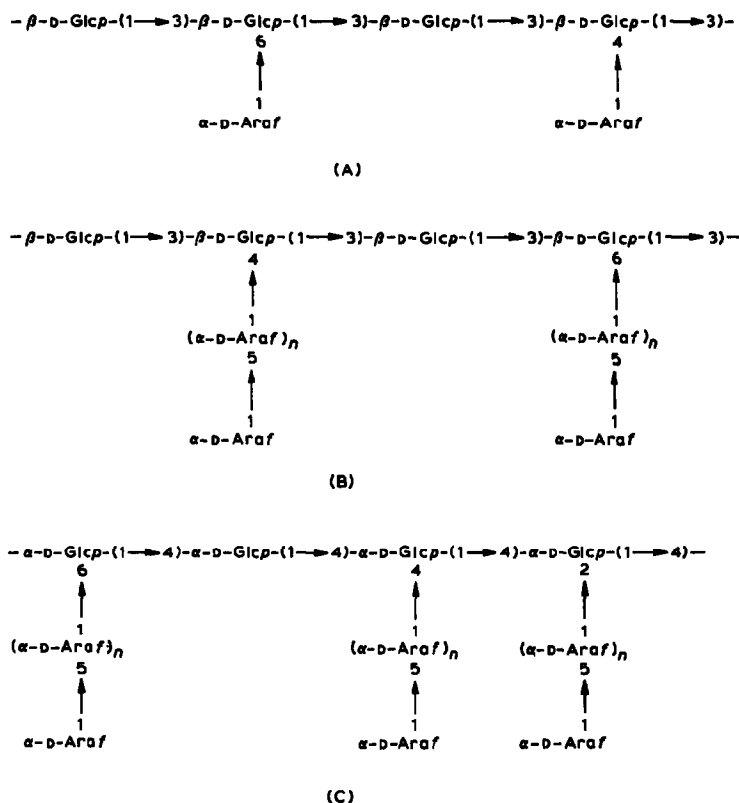 -β-D-Glcp-(1→3)-β-D-Glcp-(1→3)-β-D-Glcp-(1→3)-β-D-Glcp-(1→3)-
6 4
1 1
α-D-Araf α-D-Araf
(A)
-β-D-Glcp-(1→3)-β-D-Glcp-(1→3)-β-D-Glcp-(1→3)-β-D-Glcp-(1→3)-
4 6
1 1
(α-D-Araf)n (α-D-Araf)n
5 5
1 1
α-D-Araf α-D-Araf
(B)
-α-D-Glcp-(1→4)-α-D-Glcp-(1→4)-α-D-Glcp-(1→4)-α-D-Glcp-(1→4)-
6 4 2
1 1 1
(α-D-Araf)n (α-D-Araf)n (α-D-Araf)n
5 5 5
1 1 1
α-D-Araf α-D-Araf α-D-Araf
(C)